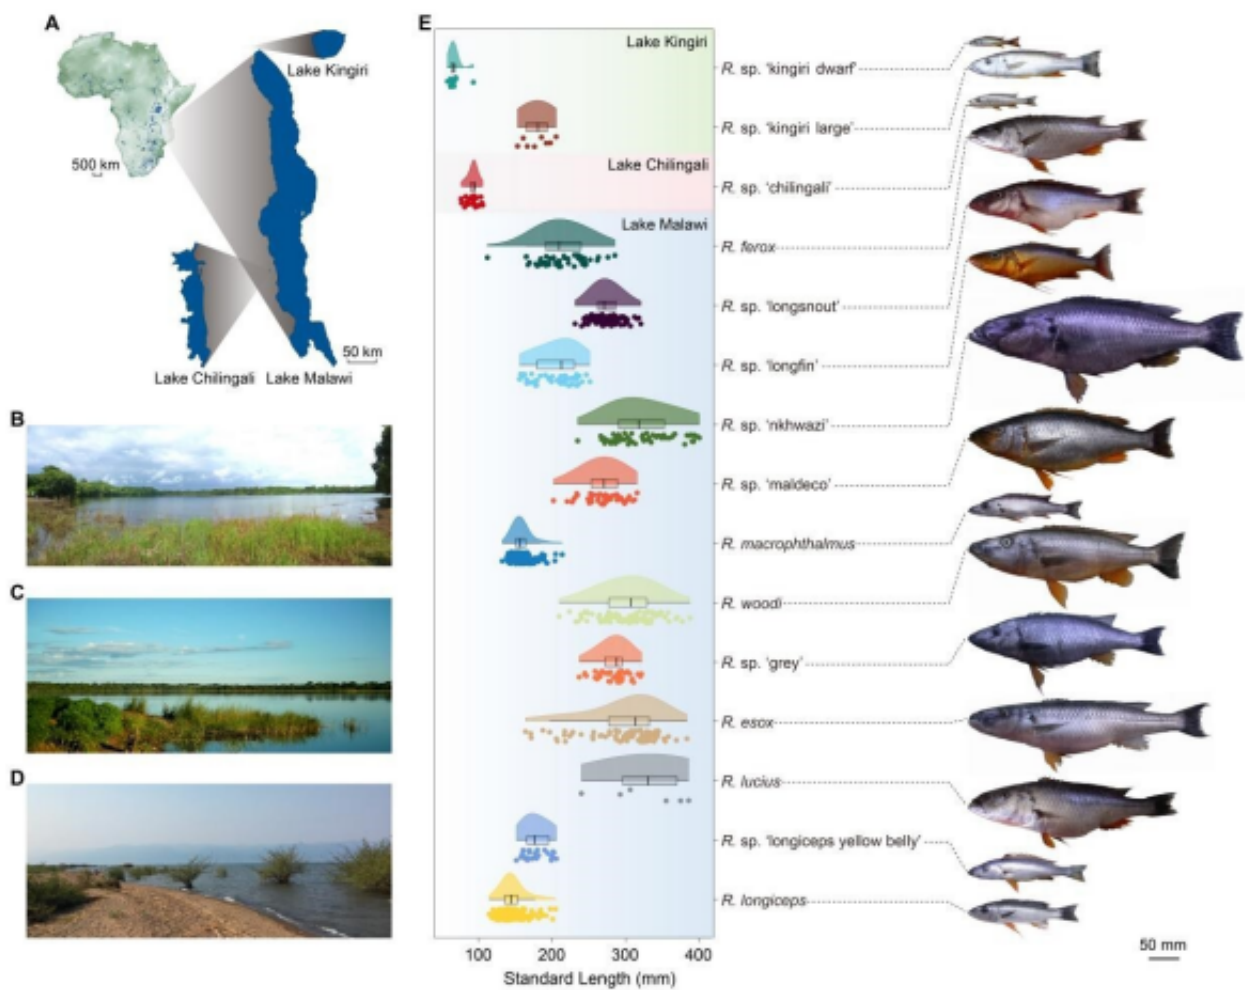 A
Lake Kingiri
500 km
50 km
Lake Chilingali
Lake Malawi
B
C
D
E
Lake Kingiri
R. sp. 'kingiri dwarf'
R. sp. 'kingiri large'
Lake Chilingali
R. sp. 'chilingali'
Lake Malawi
R. ferox
R. sp. 'longsnout'
R. sp. 'longfin'
R. sp. 'nkhwazi'
R. sp. 'maldeco'
R. macrophthalmus
R. woodi
R. sp. 'grey'
R. esox
R. lucius
R. sp. 'longiceps yellow belly'
R. longiceps
50 mm
100 200 300 400
Standard Length (mm)